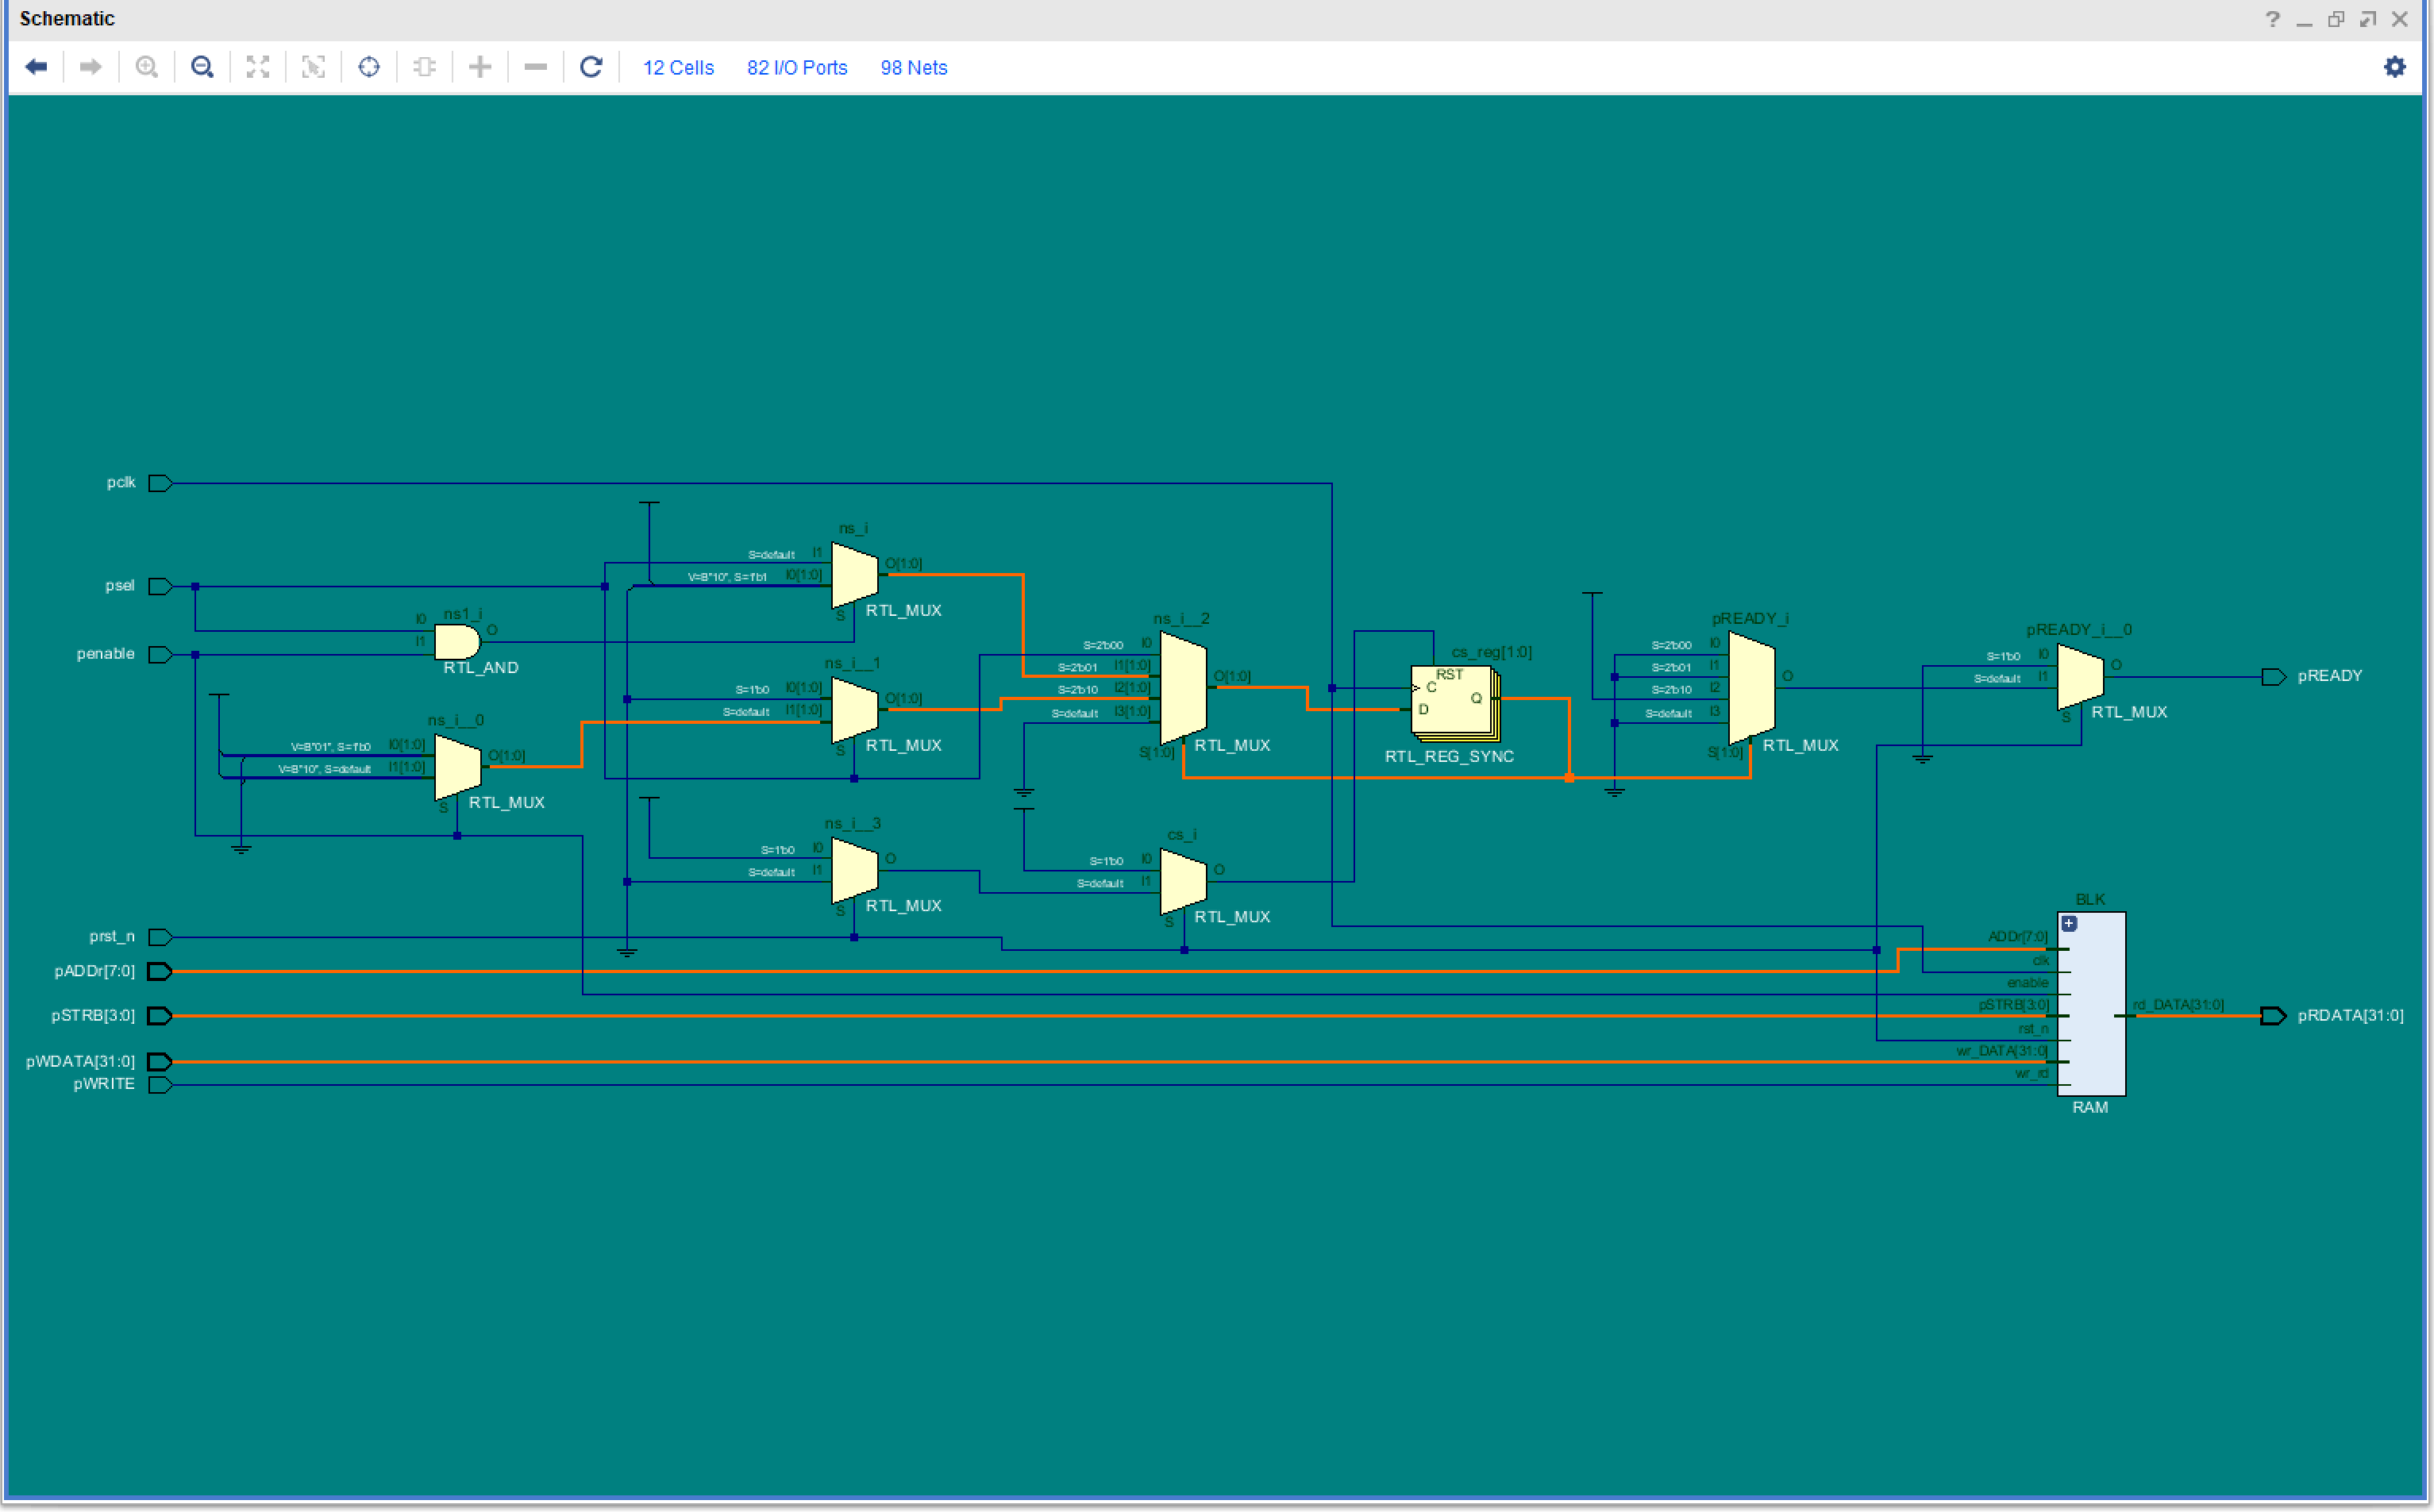 Schematic
12 Cells 82 I/O Ports 98 Nets
pclk
psel
penable
prst_n
pADDr[7:0]
pSTRB[3:0]
pWDATA[31:0]
pWRITE
ns1_i
I0
I1
O
RTL_AND
ns_i__0
V=B"01", S=1'b0 I0[1:0]
V=B"10", S=default I1[1:0]
O[1:0]
S
RTL_MUX
ns_i
S=default I1
V=B"10", S=1'b1 I0[1:0]
O[1:0]
S
RTL_MUX
ns_i__1
S=1'b0 I0[1:0]
S=default I1[1:0]
O[1:0]
S
RTL_MUX
ns_i__3
S=1'b0 I0
S=default I1
O
S
RTL_MUX
ns_i__2
S=2'b00 I0
S=2'b01 I1[1:0]
S=2'b10 I2[1:0]
S=default I3[1:0]
O[1:0]
S[1:0]
RTL_MUX
cs_i
S=1'b0 I0
S=default I1
O
S
RTL_MUX
cs_reg[1:0]
RST
C
D
Q
RTL_REG_SYNC
pREADY_i
S=2'b00 I0
S=2'b01 I1
S=2'b10 I2
S=default I3
O
S[1:0]
RTL_MUX
pREADY_i__0
S=1'b0 I0
S=default I1
O
S
RTL_MUX
pREADY
BLK
ADDr[7:0]
clk
enable
pSTRB[3:0]
rst_n
wr_DATA[31:0]
wr_rd
rd_DATA[31:0]
RAM
pRDATA[31:0]